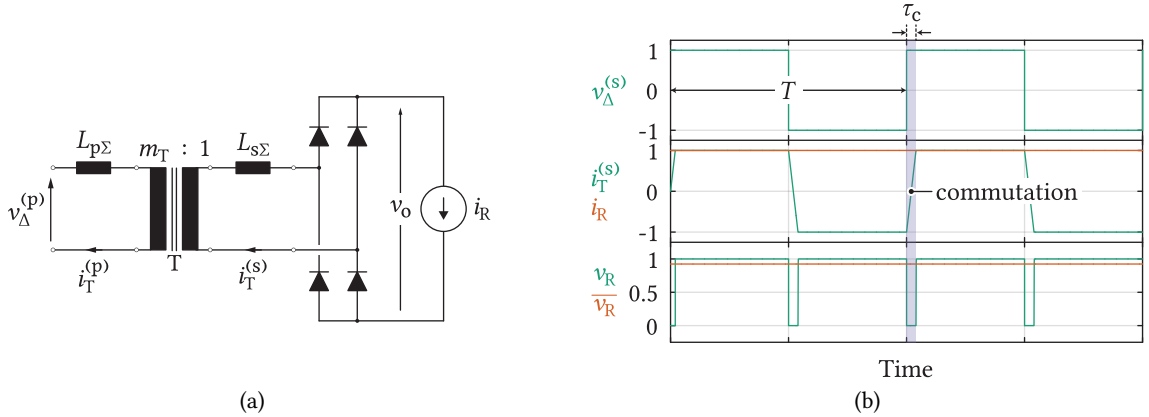 L_pΣ
m_T : 1
L_sΣ
v_Δ^(p)
i_T^(p)
T
i_T^(s)
v_o
i_R
(a)
τ_c
1
0
-1
v_Δ^(s)
T
1
0
-1
i_T^(s)
i_R
commutation
1
0.5
0
v_R
v_R
Time
(b)